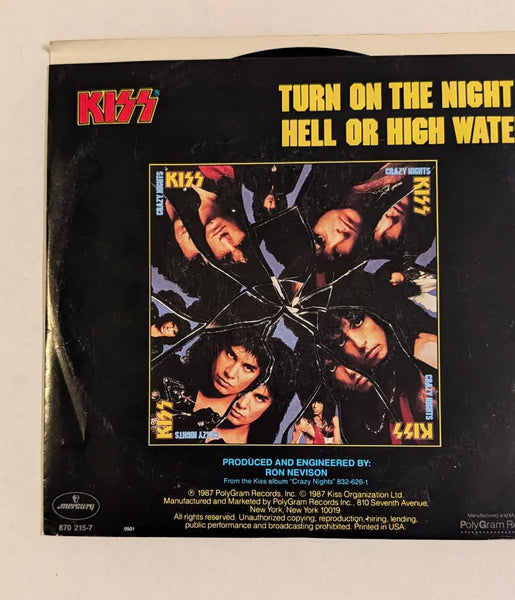 KISS®
TURN ON THE NIGHT
HELL OR HIGH WATE
CRAZY NIGHTS
KISS
CRAZY NIGHTS
KISS
KISS
CRAZY NIGHTS
CRAZY NIGHTS
KISS
PRODUCED AND ENGINEERED BY:
RON NEVISON
From the Kiss album "Crazy Nights" 832-626-1
℗ 1987 PolyGram Records, Inc. © 1987 Kiss Organization Ltd.
Manufactured and Marketed by PolyGram Records, Inc., 810 Seventh Avenue,
New York, New York 10019
All rights reserved. Unauthorized copying, reproduction, hiring, lending,
public performance and broadcasting prohibited. Printed in USA.
mercury
870 215-7
0501
Manufactured and M
PolyGram Re